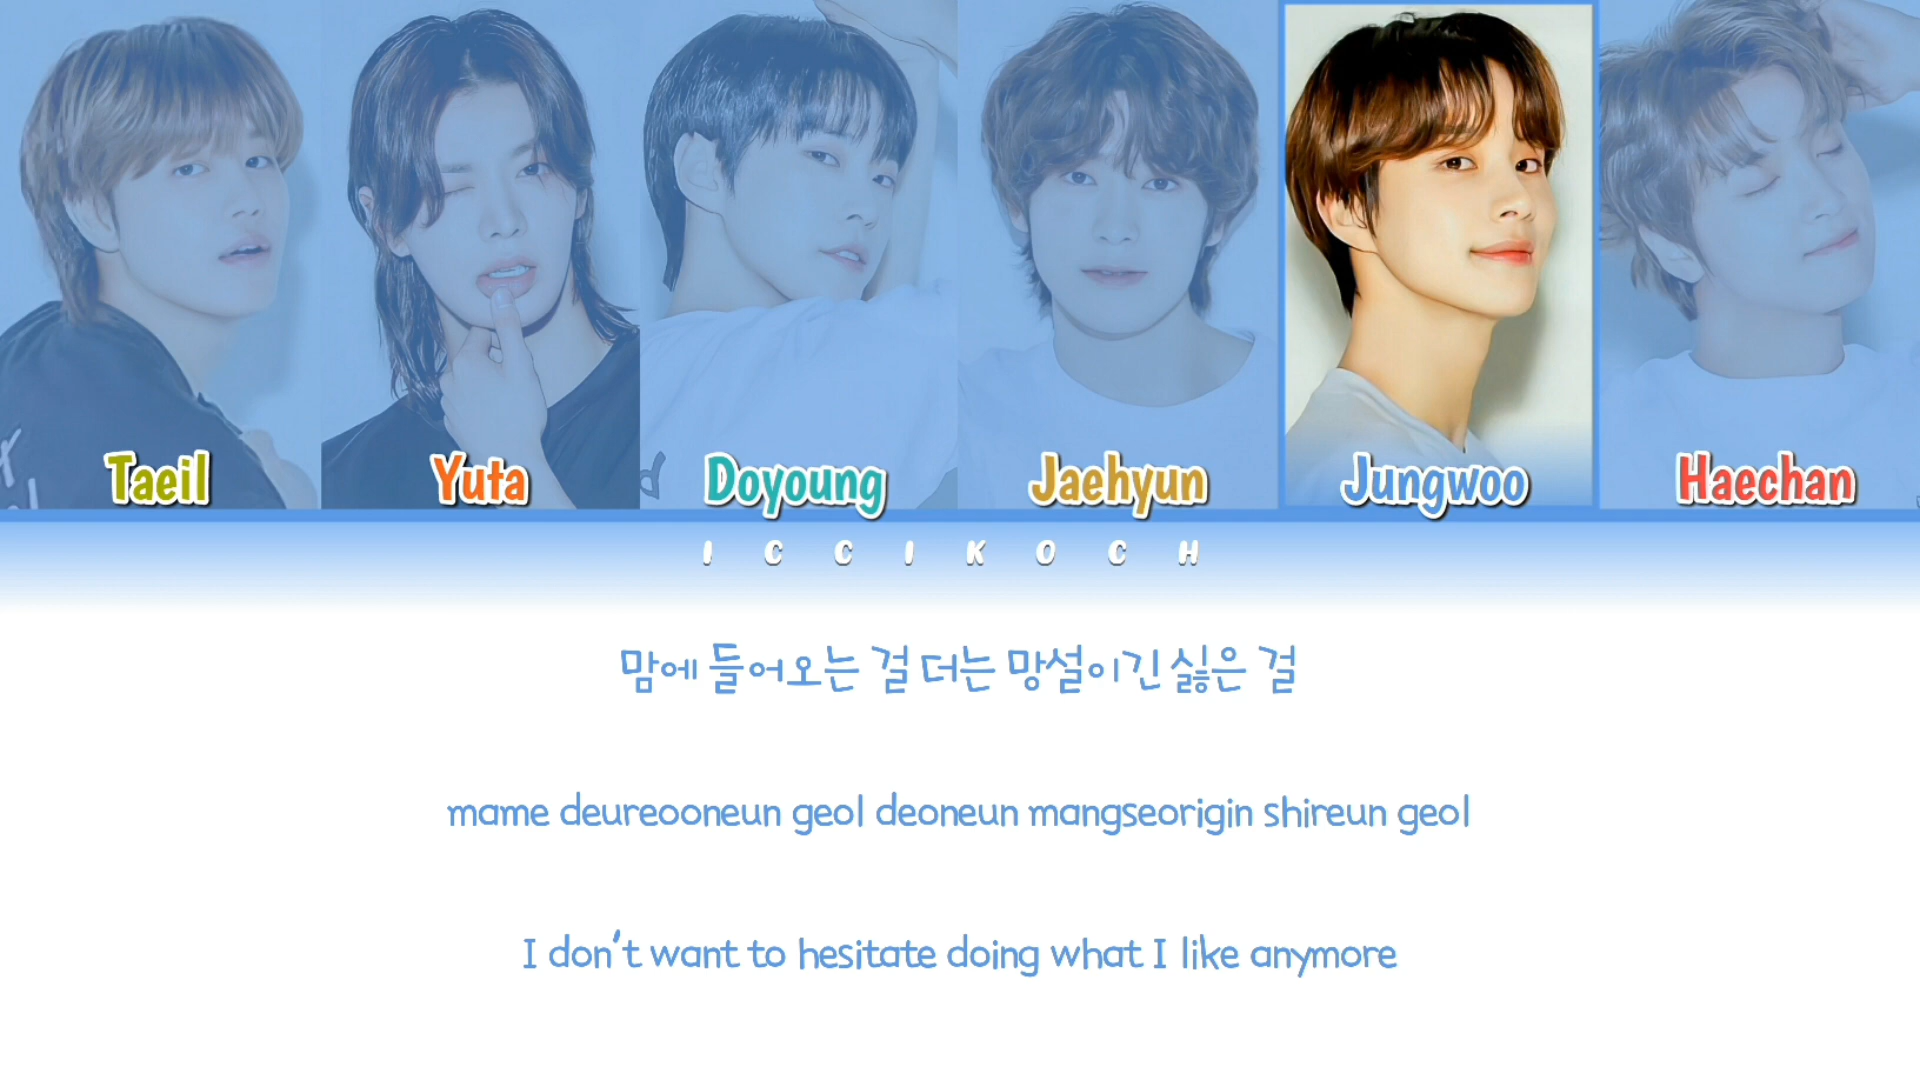 Taeil Yuta Doyoung Jaehyun Jungwoo Haechan
I C C I K O C H
맘에 들어오는 걸 더는 망설이긴 싫은 걸
mame deureooneun geol deoneun mangseorigin shireun geol
I don't want to hesitate doing what I like anymore